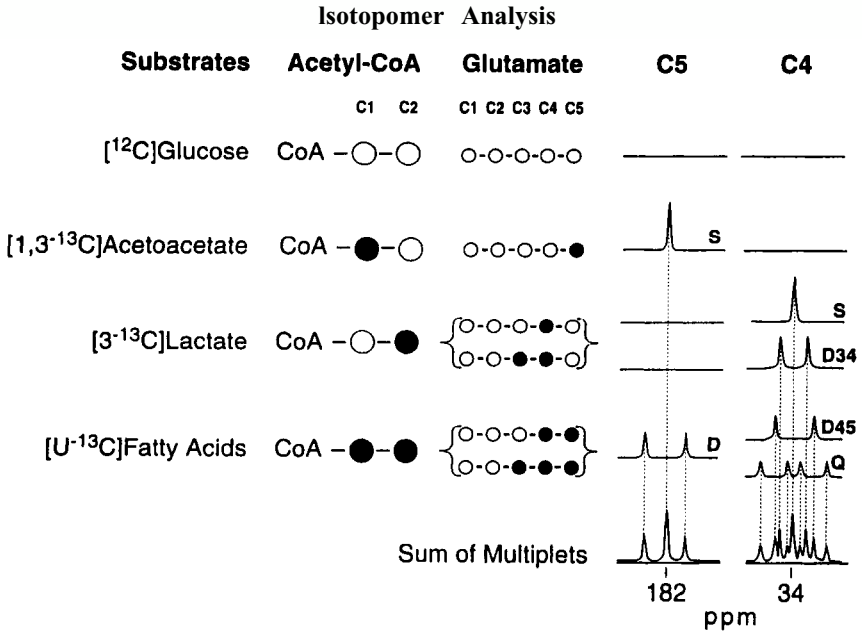 Isotopomer Analysis
Substrates Acetyl-CoA Glutamate C5 C4
C1 C2 C1 C2 C3 C4 C5
[¹²C]Glucose CoA
[1,3-¹³C]Acetoacetate CoA S
[3-¹³C]Lactate CoA S
D34
[U-¹³C]Fatty Acids CoA D D45
Q
Sum of Multiplets
182 34
ppm